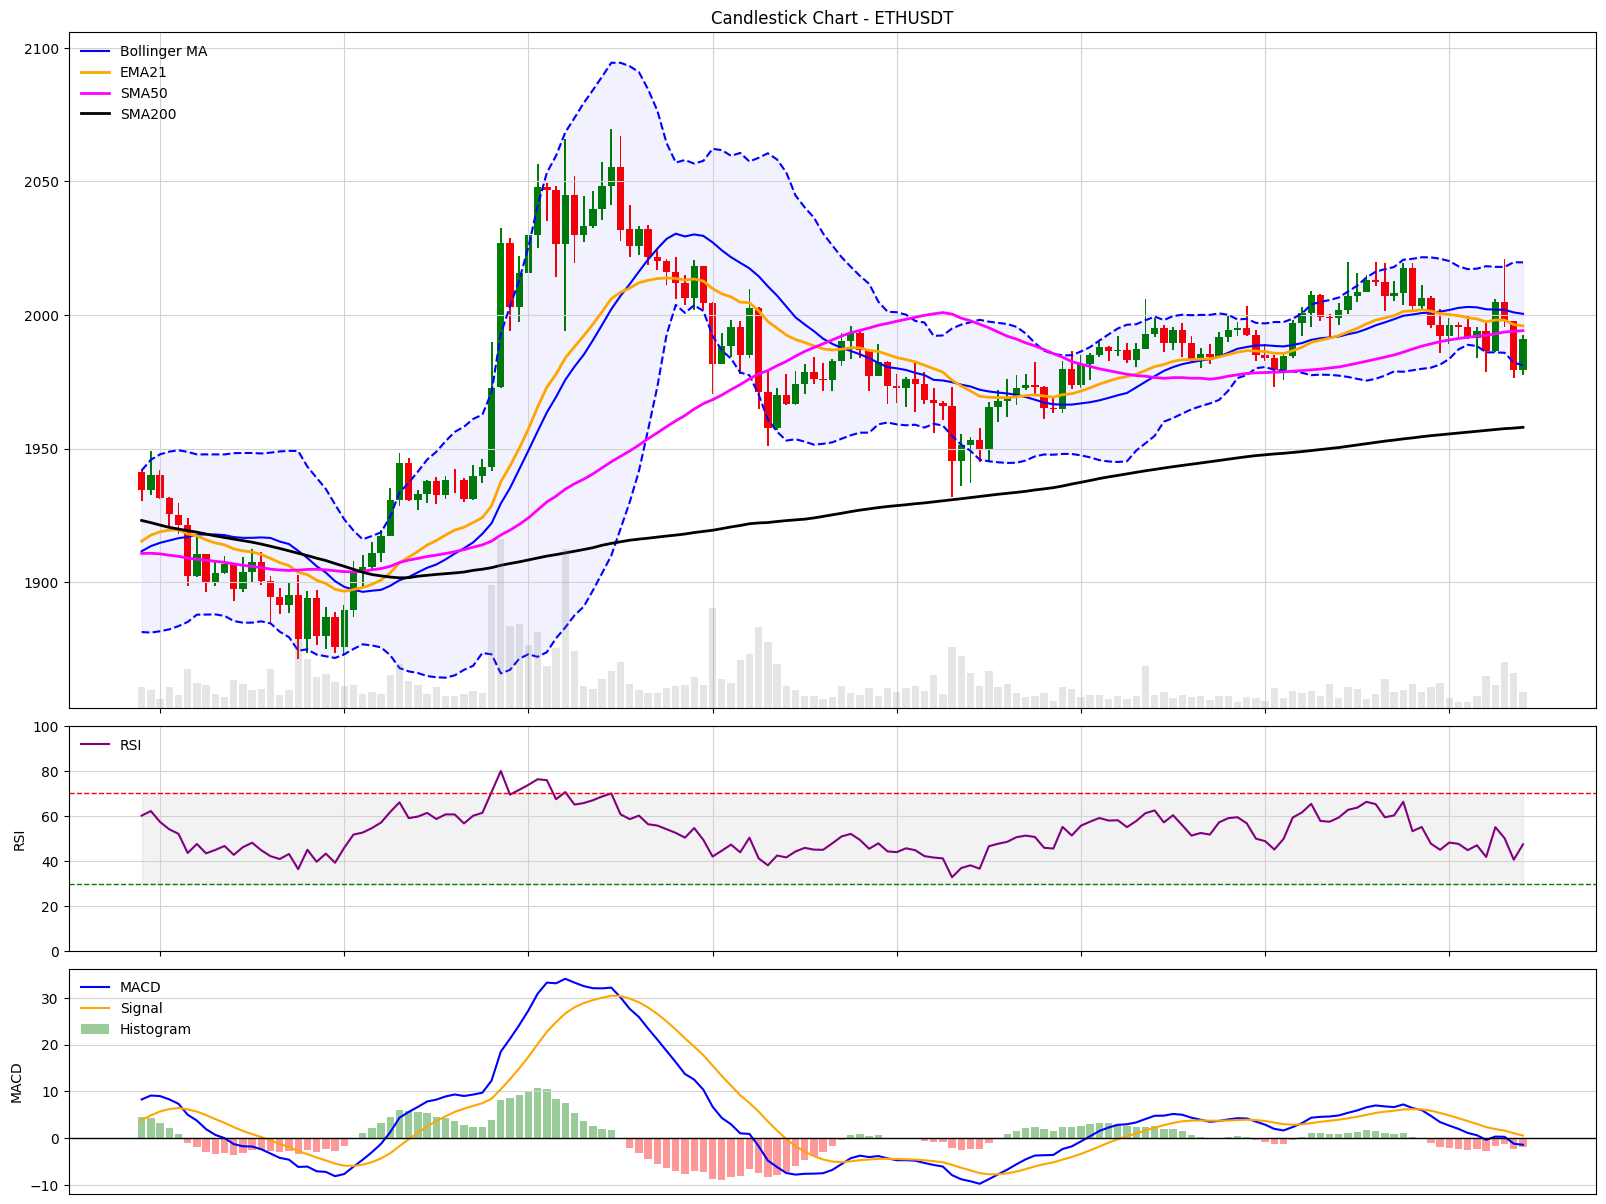 Candlestick Chart - ETHUSDT
2100
2050
2000
1950
1900
Bollinger MA
EMA21
SMA50
SMA200
100
80
60
40
20
0
RSI
RSI
30
20
10
0
−10
MACD
MACD
Signal
Histogram